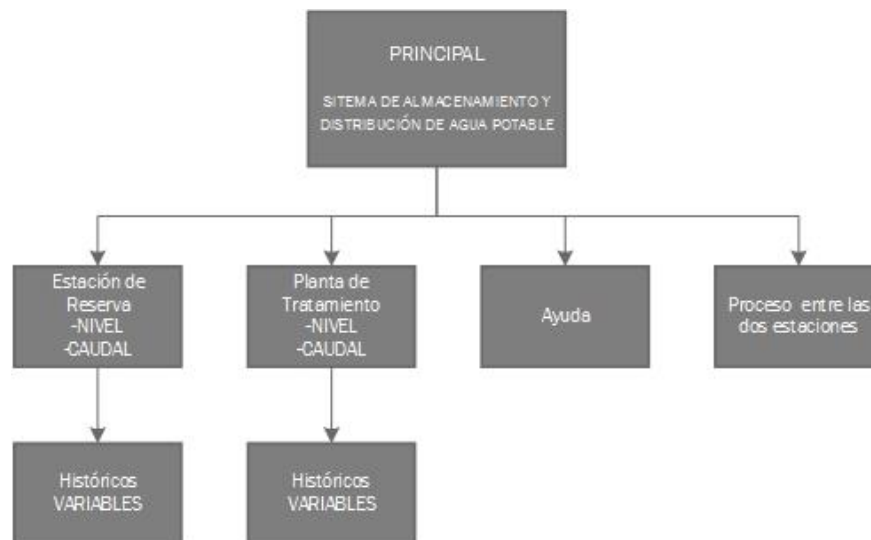 PRINCIPAL
SITEMA DE ALMACENAMIENTO Y
DISTRIBUCIÓN DE AGUA POTABLE
Estación de
Reserva
-NIVEL
-CAUDAL
Planta de
Tratamiento
-NIVEL
-CAUDAL
Ayuda
Proceso entre las
dos estaciones
Históricos
VARIABLES
Históricos
VARIABLES